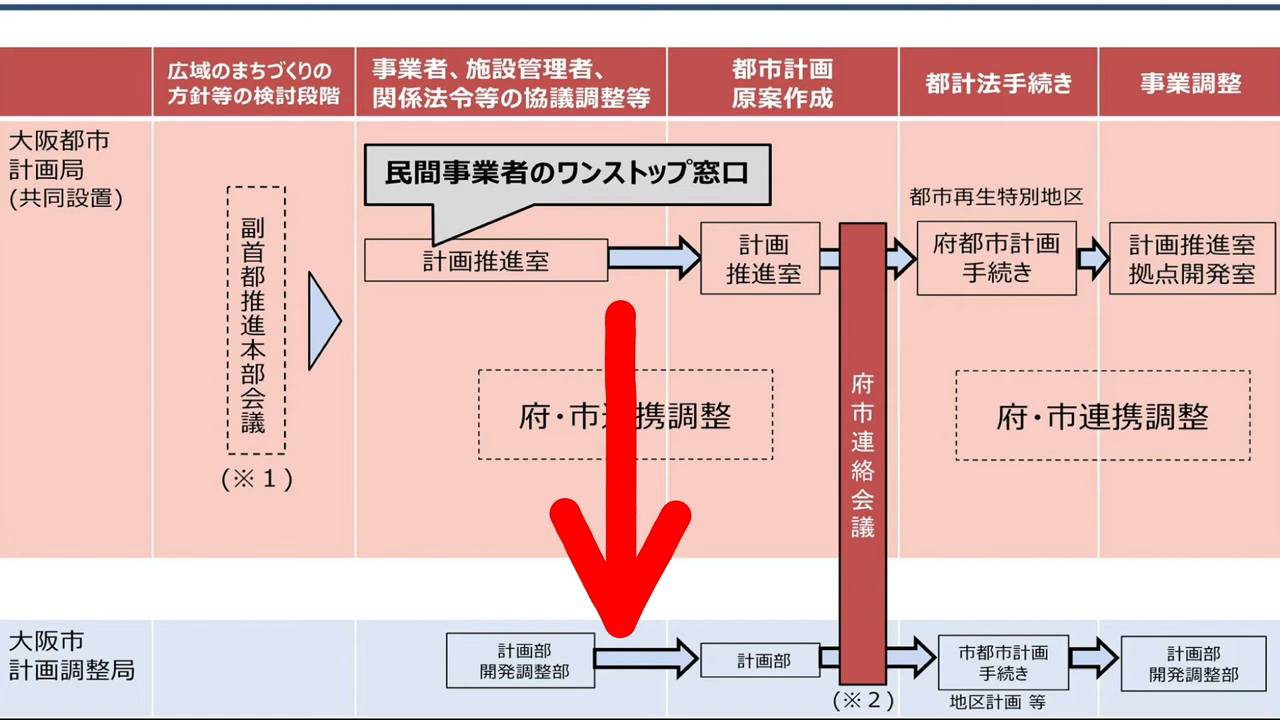 広域のまちづくりの
方針等の検討段階
事業者、施設管理者、
関係法令等の協議調整等
都市計画
原案作成
都計法手続き
事業調整
大阪都市
計画局
(共同設置)
副首都推進本部会議
(※1)
民間事業者のワンストップ窓口
計画推進室
計画
推進室
府市連絡会議
都市再生特別地区
府都市計画
手続き
計画推進室
拠点開発室
府・市連携調整
府・市連携調整
大阪市
計画調整局
計画部
開発調整部
計画部
(※2)
市都市計画
手続き
地区計画 等
計画部
開発調整部